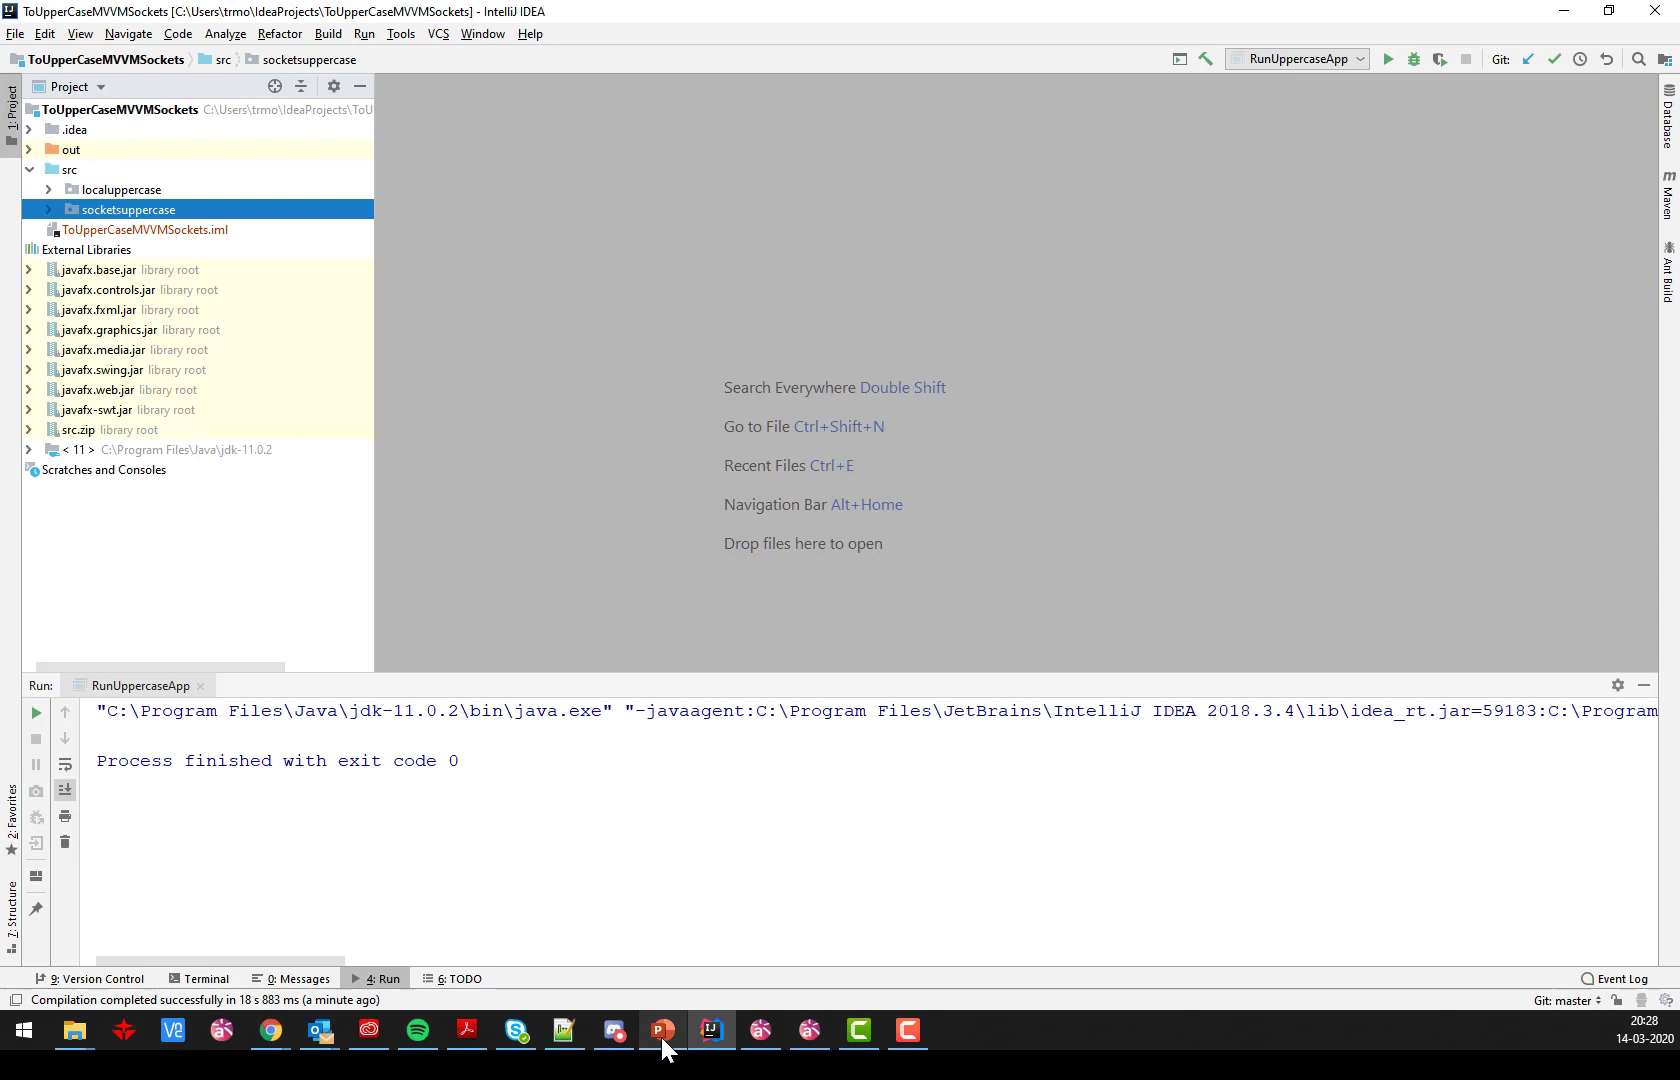 ToUpperCaseMVVMSockets [C:\Users\trmo\IdeaProjects\ToUpperCaseMVVMSockets] - IntelliJ IDEA
File Edit View Navigate Code Analyze Refactor Build Run Tools VCS Window Help
ToUpperCaseMVVMSockets src socketsuppercase RunUppercaseApp Git:
1: Project
Project
ToUpperCaseMVVMSockets C:\Users\trmo\IdeaProjects\ToU
.idea
out
src
localuppercase
socketsuppercase
ToUpperCaseMVVMSockets.iml
External Libraries
javafx.base.jar library root
javafx.controls.jar library root
javafx.fxml.jar library root
javafx.graphics.jar library root
javafx.media.jar library root
javafx.swing.jar library root
javafx.web.jar library root
javafx-swt.jar library root
src.zip library root
< 11 > C:\Program Files\Java\jdk-11.0.2
Scratches and Consoles
Search Everywhere Double Shift
Go to File Ctrl+Shift+N
Recent Files Ctrl+E
Navigation Bar Alt+Home
Drop files here to open
Database
Maven
Ant Build
Run: RunUppercaseApp
"C:\Program Files\Java\jdk-11.0.2\bin\java.exe" "-javaagent:C:\Program Files\JetBrains\IntelliJ IDEA 2018.3.4\lib\idea_rt.jar=59183:C:\Program
Process finished with exit code 0
2: Favorites
7: Structure
9: Version Control Terminal 0: Messages 4: Run 6: TODO Event Log
Compilation completed successfully in 18 s 883 ms (a minute ago) Git: master
20:28
14-03-2020